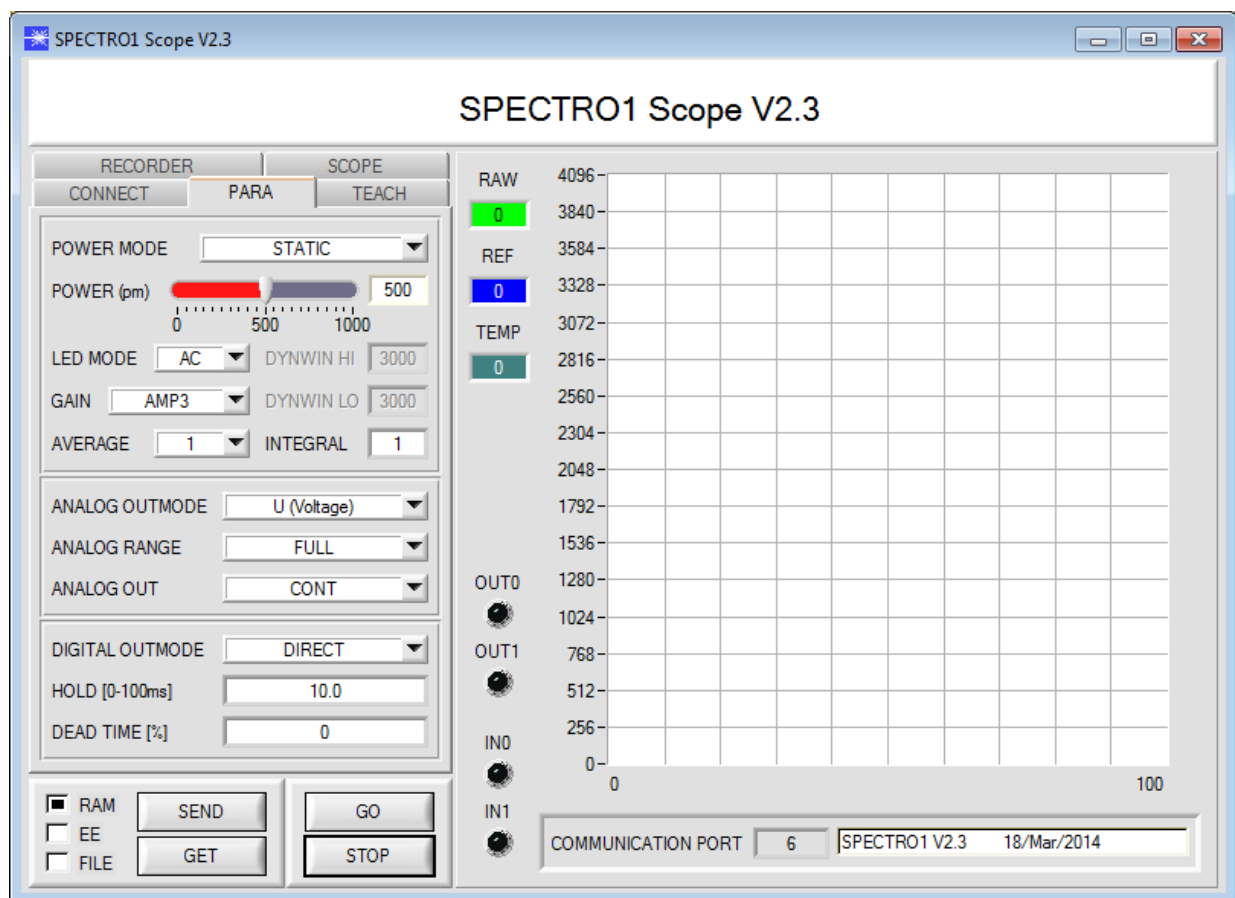 SPECTRO1 Scope V2.3
SPECTRO1 Scope V2.3
RECORDER SCOPE
CONNECT PARA TEACH
POWER MODE STATIC
POWER (pm) 500
0 500 1000
LED MODE AC DYNWIN HI 3000
GAIN AMP3 DYNWIN LO 3000
AVERAGE 1 INTEGRAL 1
ANALOG OUTMODE U (Voltage)
ANALOG RANGE FULL
ANALOG OUT CONT
DIGITAL OUTMODE DIRECT
HOLD [0-100ms] 10.0
DEAD TIME [%] 0
RAM
EE
FILE
SEND
GET
GO
STOP
RAW
0
REF
0
TEMP
0
OUT0
OUT1
IN0
IN1
4096
3840
3584
3328
3072
2816
2560
2304
2048
1792
1536
1280
1024
768
512
256
0
0 100
COMMUNICATION PORT 6 SPECTRO1 V2.3 18/Mar/2014